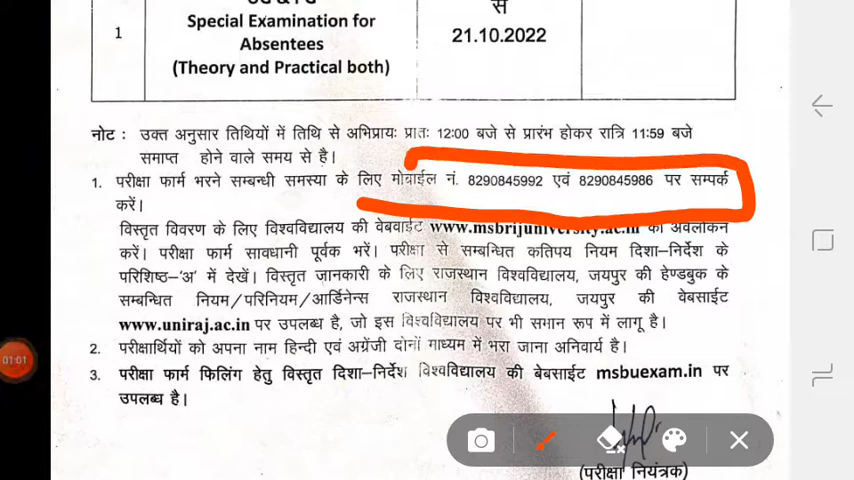 Special Examination for
1
Absentees
(Theory and Practical both)
से
21.10.2022
नोट : उक्त अनुसार तिथियों में तिथि से अभिप्रायः प्रातः 12:00 बजे से प्रारंभ होकर रात्रि 11:59 बजे
समाप्त होने वाले समय से है।
1. परीक्षा फार्म भरने सम्बन्धी समस्या के लिए मोबाईल नं. 8290845992 एवं 8290845986 पर सम्पर्क
करें।
विस्तृत विवरण के लिए विश्वविद्यालय की वेबवाईट www.msbrijuniversity.ac.in का अवलोकन
करें। परीक्षा फार्म सावधानी पूर्वक भरें। परीक्षा से सम्बन्धित कतिपय नियम दिशा-निर्देश के
परिशिष्ठ-'अ' में देखें। विस्तृत जानकारी के लिए राजस्थान विश्वविद्यालय, जयपुर की हेण्डबुक के
सम्बन्धित नियम/परिनियम/आर्डिनेन्स राजस्थान विश्वविद्यालय, जयपुर की वेबसाईट
www.uniraj.ac.in पर उपलब्ध है, जो इस विश्वविद्यालय पर भी समान रूप में लागू है।
2. परीक्षार्थियों को अपना नाम हिन्दी एवं अग्रेंजी दोनों माध्यम में भरा जाना अनिवार्य है।
01:01
3. परीक्षा फार्म फिलिंग हेतु विस्तृत दिशा-निर्देश विश्वविद्यालय की बेबसाईट msbuexam.in पर
उपलब्ध है।
(परीक्षा नियंत्रक)